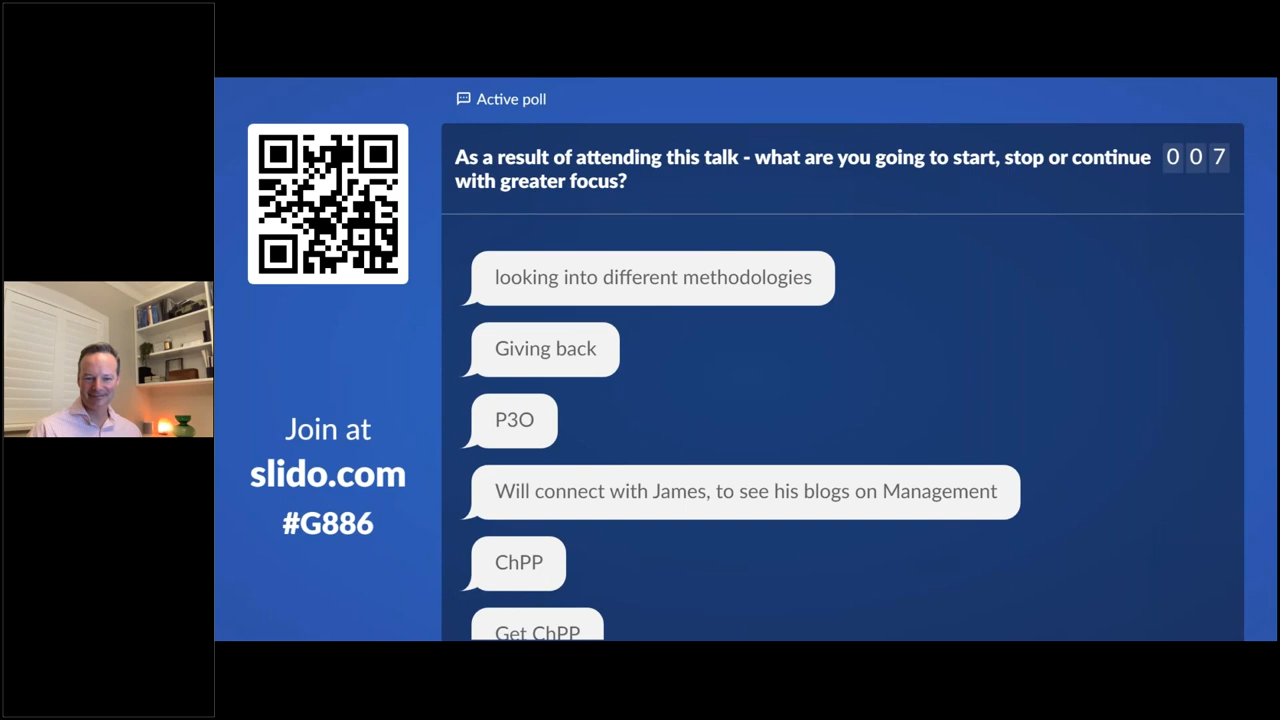 Active poll
As a result of attending this talk - what are you going to start, stop or continue
with greater focus?
0 0 7
looking into different methodologies
Giving back
P3O
Will connect with James, to see his blogs on Management
ChPP
Get ChPP
Join at
slido.com
#G886